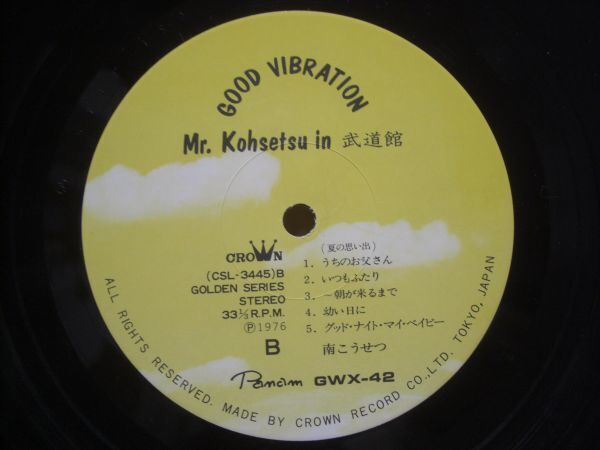 GOOD VIBRATION
Mr. Kohsetsu in 武道館
CROWN
(CSL-3445)B
GOLDEN SERIES
STEREO
33⅓ R.P.M.
Ⓟ1976
B
(夏の思い出)
1. うちのお父さん
2. いつもふたり
3. 〜朝が来るまで
4. 幼い日に
5. グッド・ナイト・マイ・ベイビー
南こうせつ
Panam GWX-42
ALL RIGHTS RESERVED. MADE BY CROWN RECORD CO.,LTD. TOKYO, JAPAN